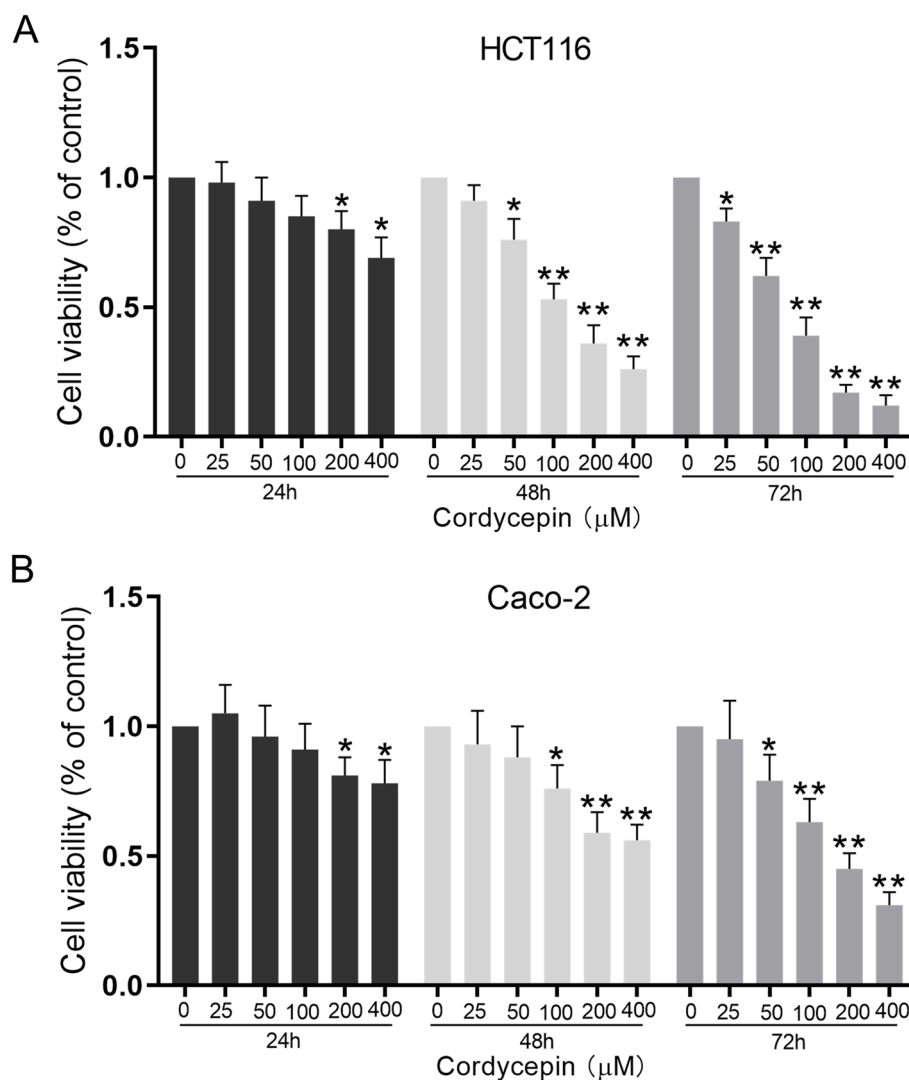 A
HCT116
Cell viability (% of control)
1.5
1.0
0.5
0.0
* * * ** ** ** * ** ** ** **
0 25 50 100 200 400 0 25 50 100 200 400 0 25 50 100 200 400
24h 48h 72h
Cordycepin (μM)
B
Caco-2
Cell viability (% of control)
1.5
1.0
0.5
0.0
* * * ** ** * ** ** **
0 25 50 100 200 400 0 25 50 100 200 400 0 25 50 100 200 400
24h 48h 72h
Cordycepin (μM)